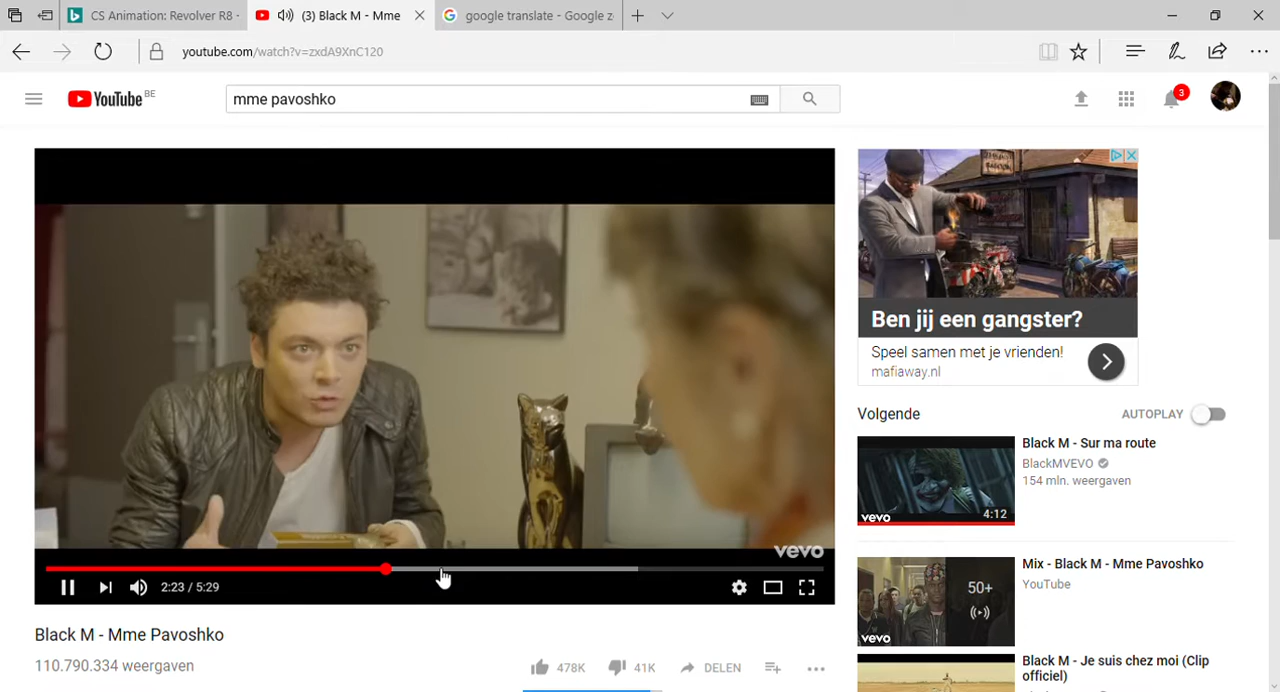 CS Animation: Revolver R8 -
(3) Black M - Mme
google translate - Google z
youtube.com/watch?v=zxdA9XnC120
YouTube BE
mme pavoshko
3
Ben jij een gangster?
Speel samen met je vrienden!
mafiaway.nl
vevo
2:23 / 5:29
Black M - Mme Pavoshko
110.790.334 weergaven
478K
41K
DELEN
Volgende
AUTOPLAY
Black M - Sur ma route
BlackMVEVO
154 mln. weergaven
vevo
4:12
Mix - Black M - Mme Pavoshko
YouTube
50+
vevo
Black M - Je suis chez moi (Clip
officiel)